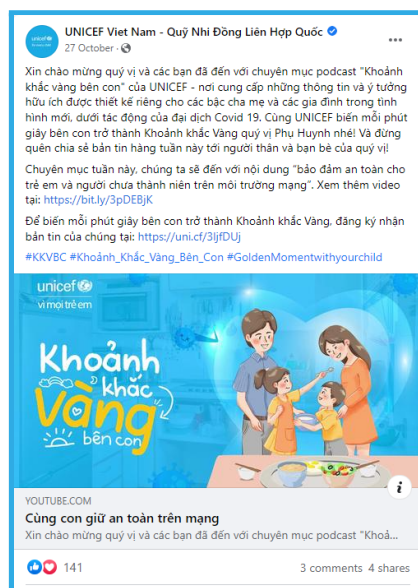 UNICEF Viet Nam - Quỹ Nhi Đồng Liên Hợp Quốc
27 October ·
Xin chào mừng quý vị và các bạn đã đến với chuyên mục podcast "Khoảnh
khắc vàng bên con" của UNICEF - nơi cung cấp những thông tin và ý tưởng
hữu ích được thiết kế riêng cho các bậc cha mẹ và các gia đình trong tình
hình mới, dưới tác động của đại dịch Covid 19. Cùng UNICEF biến mỗi phút
giây bên con trở thành Khoảnh khắc Vàng quý vị Phụ Huynh nhé! Và đừng
quên chia sẻ bản tin hàng tuần này tới người thân và bạn bè của quý vị!
Chuyên mục tuần này, chúng ta sẽ đến với nội dung "bảo đảm an toàn cho
trẻ em và người chưa thành niên trên môi trường mạng". Xem thêm video
tại: https://bit.ly/3pDEBjK
Để biến mỗi phút giây bên con trở thành Khoảnh khắc Vàng, đăng ký nhận
bản tin của chúng tại: https://uni.cf/3ljfDUj
#KKVBC #Khoảnh_Khắc_Vàng_Bên_Con #GoldenMomentwithyourchild
unicef
vì mọi trẻ em
Khoảnh
khắc
Vàng
bên con
YOUTUBE.COM
Cùng con giữ an toàn trên mạng
Xin chào mừng quý vị và các bạn đã đến với chuyên mục podcast "Khoả...
141
3 comments 4 shares